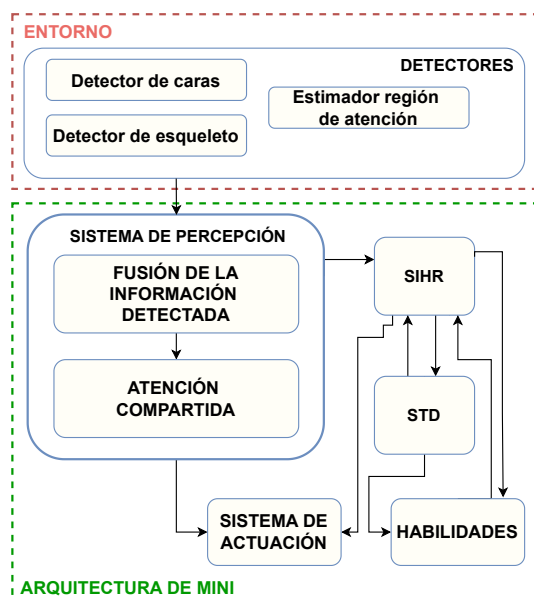 ENTORNO
DETECTORES
Detector de caras
Estimador región
de atención
Detector de esqueleto
SISTEMA DE PERCEPCIÓN
FUSIÓN DE LA
INFORMACIÓN
DETECTADA
SIHR
ATENCIÓN
COMPARTIDA
STD
SISTEMA DE
ACTUACIÓN
HABILIDADES
ARQUITECTURA DE MINI